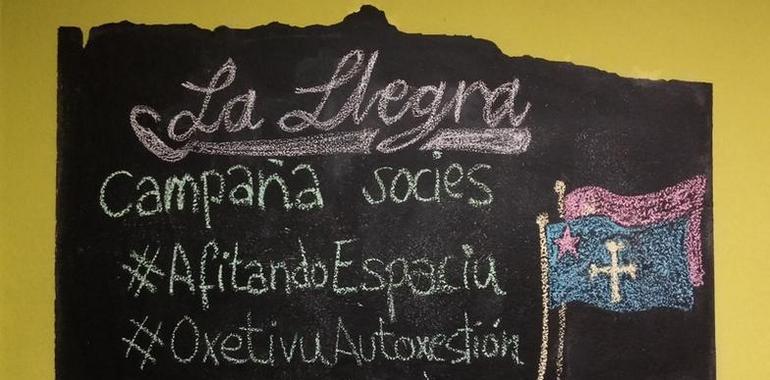 La Llegra
Campaña socies
#AfitandoEspaciu
#OxetivuAutoxestión